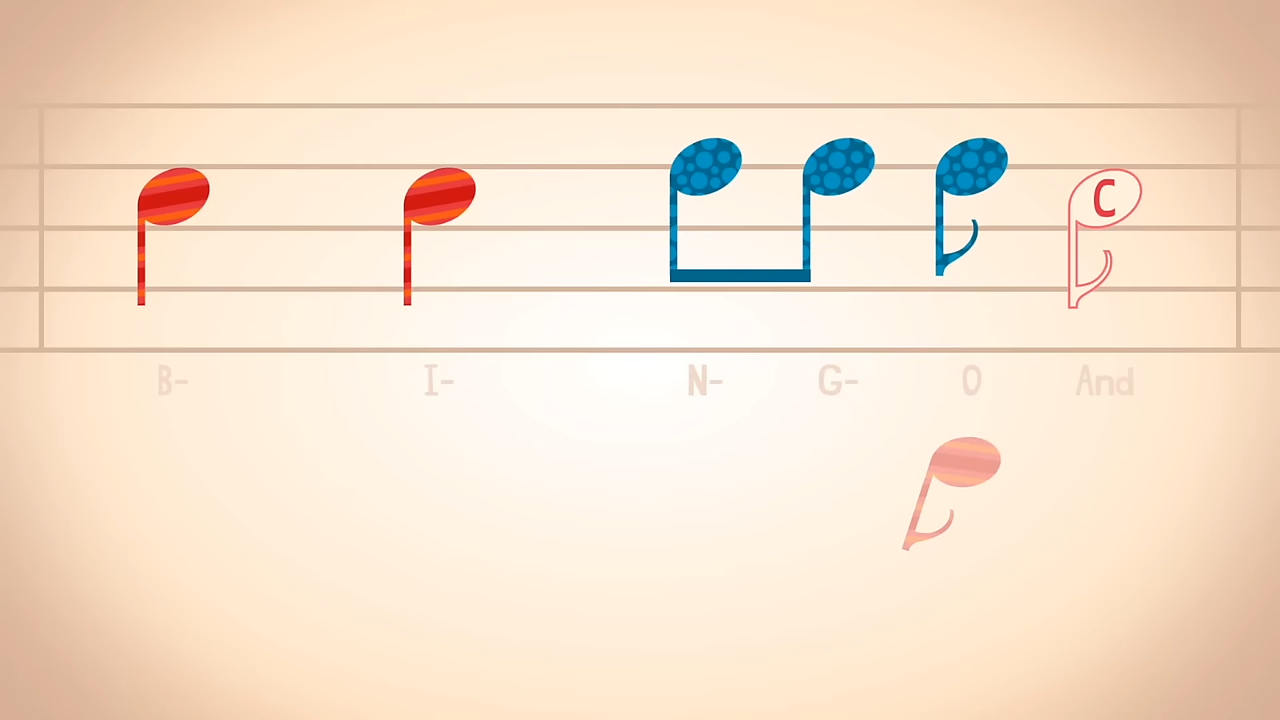 C
B- I- N- G- O And